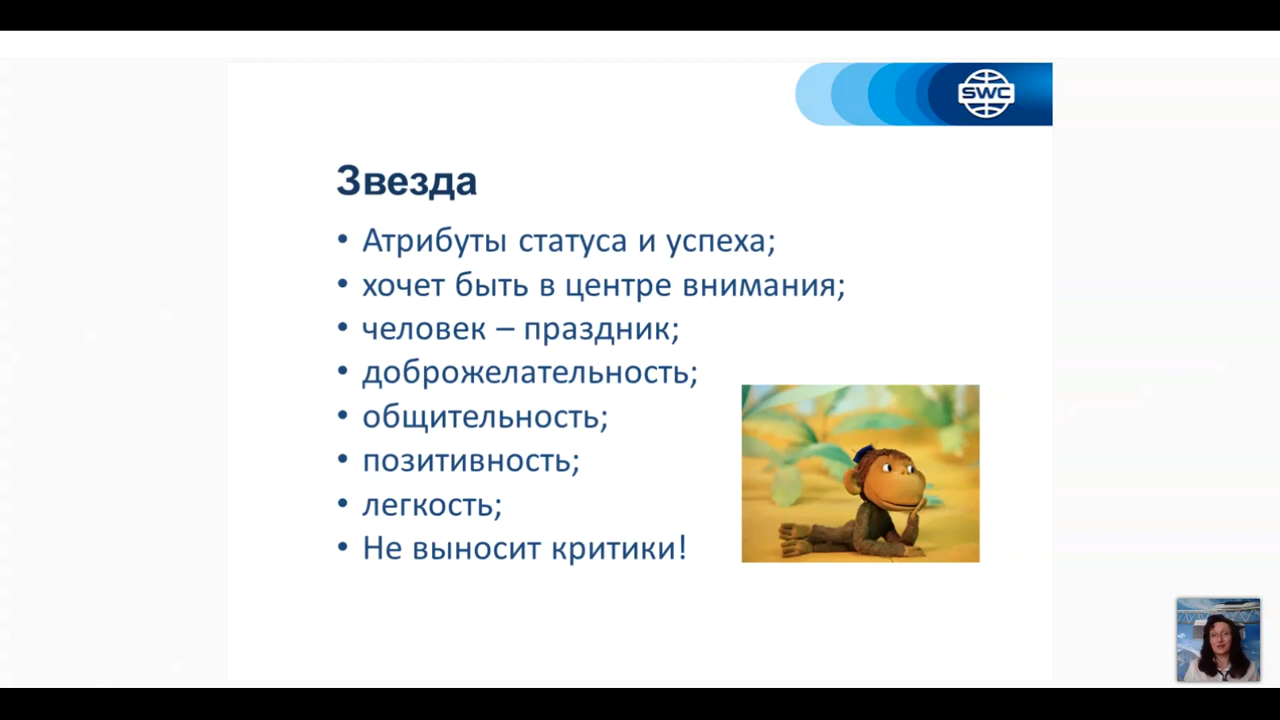 SWC
Звезда
• Атрибуты статуса и успеха;
• хочет быть в центре внимания;
• человек – праздник;
• доброжелательность;
• общительность;
• позитивность;
• легкость;
• Не выносит критики!